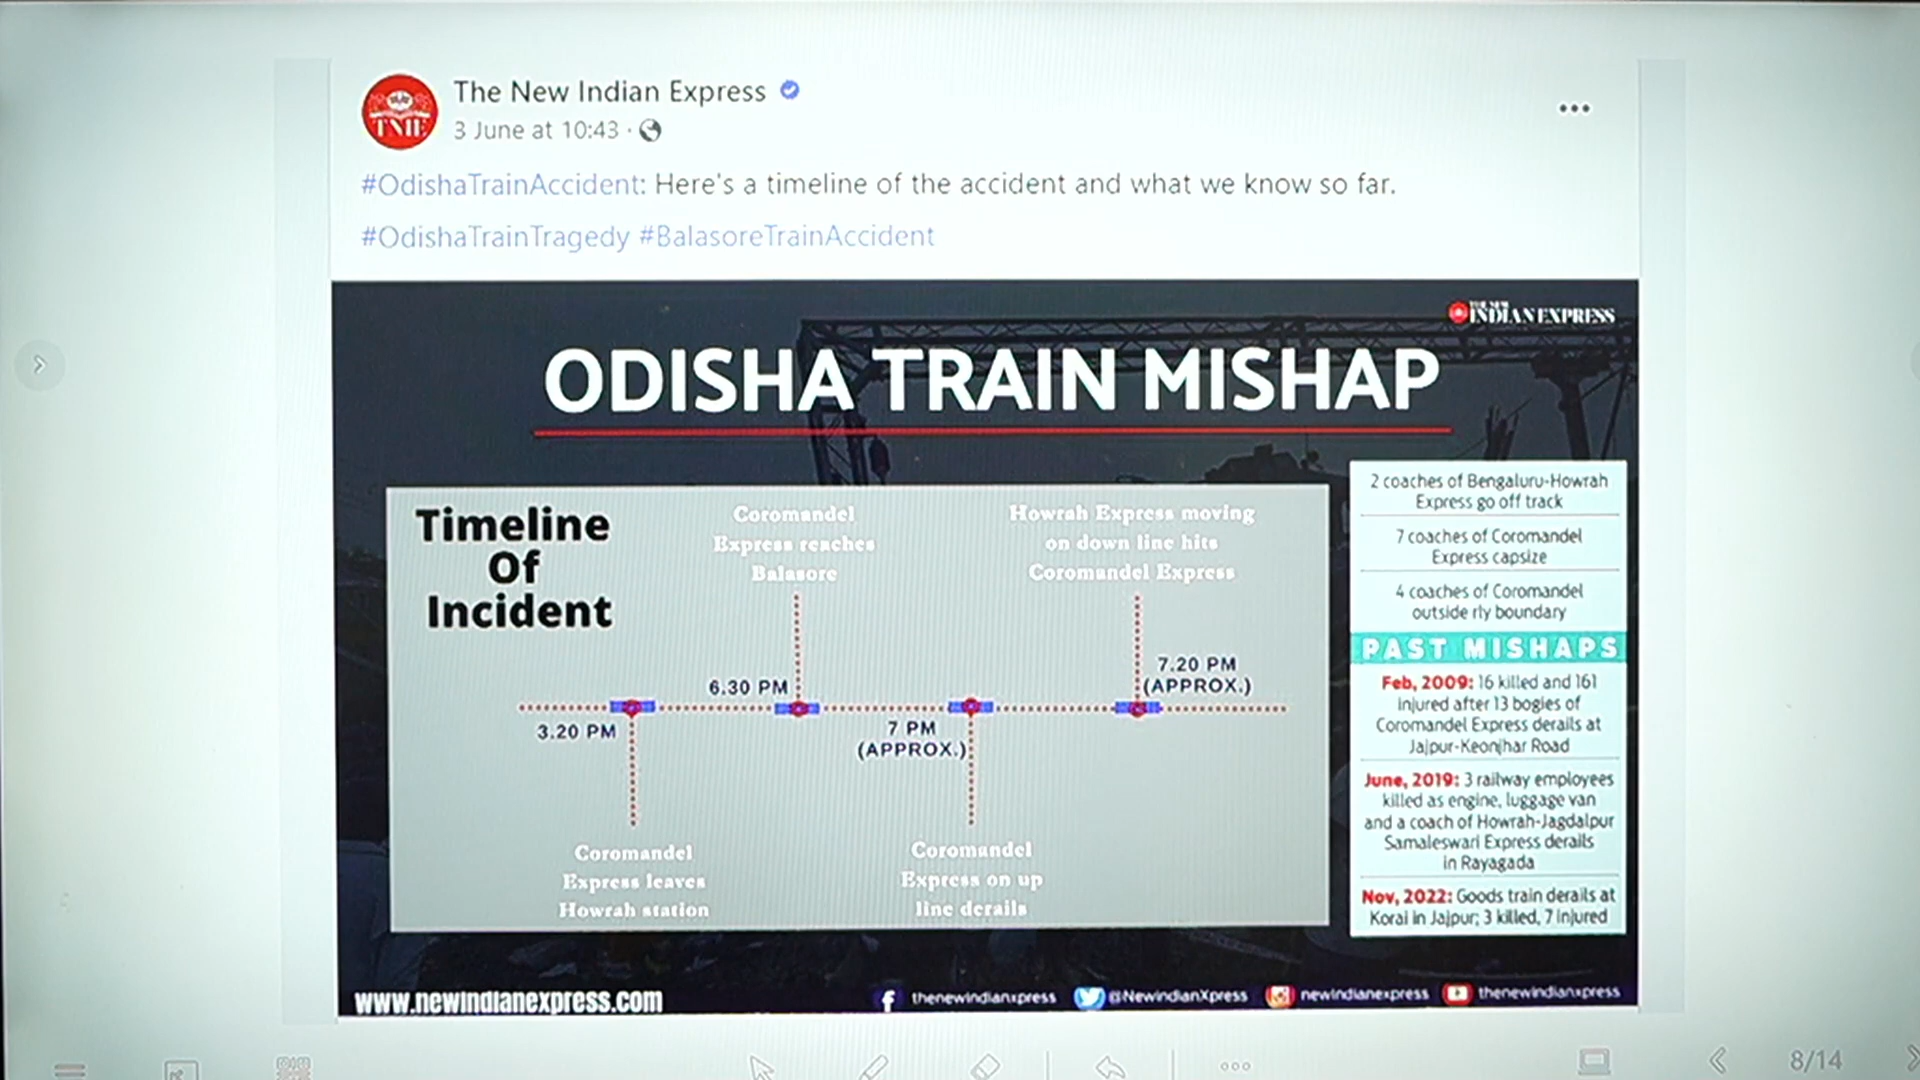 The New Indian Express
3 June at 10:43 ·
TNIE
#OdishaTrainAccident: Here's a timeline of the accident and what we know so far.
#OdishaTrainTragedy #BalasoreTrainAccident
THE NEW
INDIAN EXPRESS
ODISHA TRAIN MISHAP
Timeline
Of
Incident
Coromandel
Express reaches
Balasore
Howrah Express moving
on down line hits
Coromandel Express
3.20 PM
6.30 PM
7 PM
(APPROX.)
7.20 PM
(APPROX.)
Coromandel
Express leaves
Howrah station
Coromandel
Express on up
line derails
2 coaches of Bengaluru-Howrah
Express go off track
7 coaches of Coromandel
Express capsize
4 coaches of Coromandel
outside rly boundary
PAST MISHAPS
Feb, 2009: 16 killed and 161
injured after 13 bogies of
Coromandel Express derails at
Jajpur-Keonjhar Road
June, 2019: 3 railway employees
killed as engine, luggage van
and a coach of Howrah-Jagdalpur
Samaleswari Express derails
in Rayagada
Nov, 2022: Goods train derails at
Korai in Jajpur; 3 killed, 7 injured
www.newindianexpress.com
thenewindianxpress
@NewIndianXpress
newindianexpress
thenewindianxpress
8/14